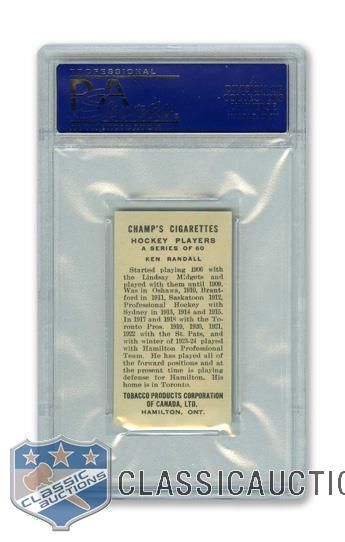 PROFESSIONAL
CHAMP'S CIGARETTES
HOCKEY PLAYERS
A SERIES OF 60
KEN RANDALL
Started playing 1906 with
the Lindsay Midgets and
played with them until 1909.
Was in Oshawa, 1910, Brant-
ford in 1911, Saskatoon 1912,
Professional Hockey wit
Sydney in 1913, 1914 and 1915.
In 1917 and 1918 with the To-
ronto Pros. 1919, 1920, 1921,
1922 with the St. Pats, and
with winter of 1923-24 played
with Hamilton Professional
Team. He has played all of
the forward positions and at
the present time is playing
defense for Hamilton. His
home is in Toronto.
TOBACCO PRODUCTS CORPORATION
OF CANADA, LTD.
HAMILTON, ONT.
CLASSIC
AUCTIONS
CLASSICAUCTIO